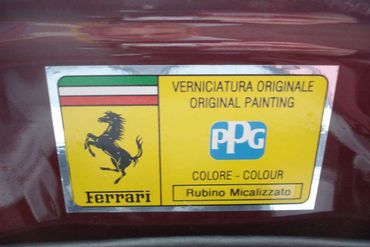 VERNICIATURA ORIGINALE
ORIGINAL PAINTING
PPG
COLORE - COLOUR
Rubino Micalizzato
Ferrari